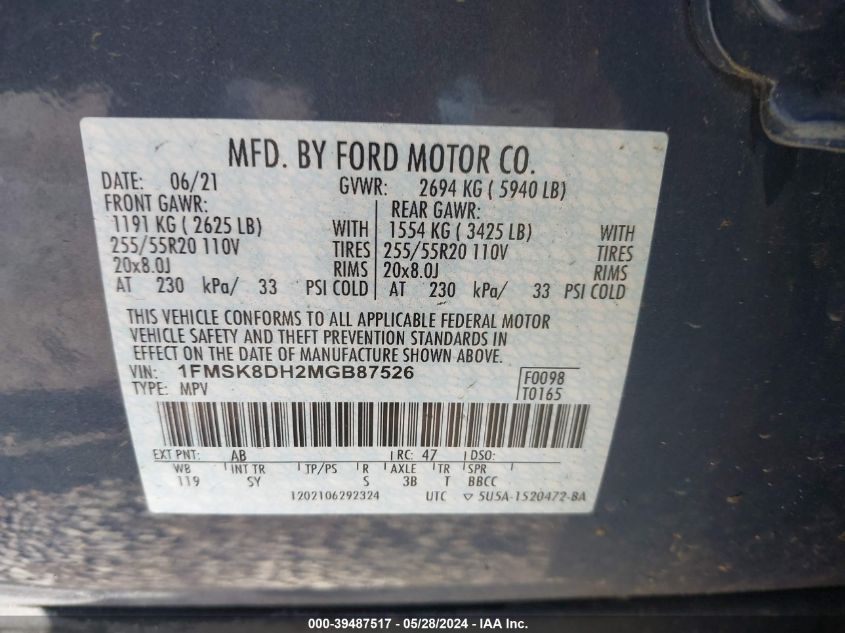 MFD. BY FORD MOTOR CO.
DATE: 06/21 GVWR: 2694 KG ( 5940 LB)
FRONT GAWR: REAR GAWR:
1191 KG ( 2625 LB) WITH 1554 KG ( 3425 LB) WITH
255/55R20 110V TIRES 255/55R20 110V TIRES
20x8.0J RIMS 20x8.0J RIMS
AT 230 kPa/ 33 PSI COLD AT 230 kPa/ 33 PSI COLD
THIS VEHICLE CONFORMS TO ALL APPLICABLE FEDERAL MOTOR
VEHICLE SAFETY AND THEFT PREVENTION STANDARDS IN
EFFECT ON THE DATE OF MANUFACTURE SHOWN ABOVE.
VIN: 1FMSK8DH2MGB87526 F0098
TYPE: MPV T0165
EXT PNT: AB RC: 47 DSO:
WB INT TR TP/PS R AXLE TR SPR
119 SY S 3B T BBCC
1202106292324 UTC ▽ 5U5A-1520472-BA
000-39487517 - 05/28/2024 - IAA Inc.